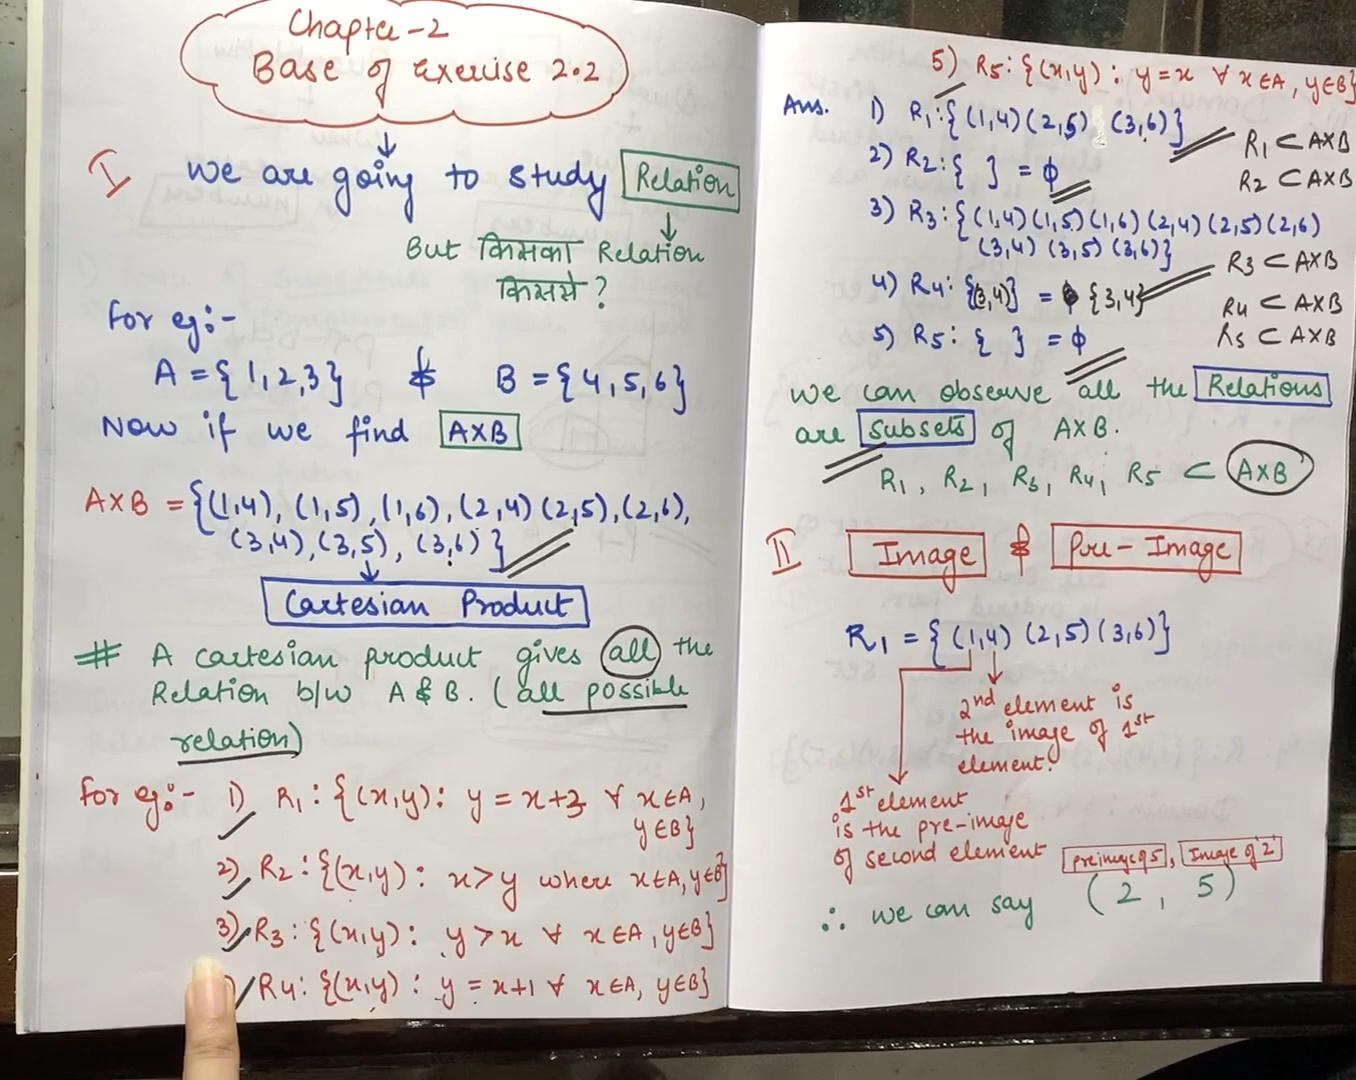 Chapter-2
Base of Exercise 2.2
I we are going to study Relation
But किसका Relation
किससे ?
For eg:-
A = {1,2,3} & B = {4,5,6}
Now if we find A×B
A×B = {(1,4), (1,5), (1,6), (2,4) (2,5), (2,6),
(3,4), (3,5), (3,6)}
Cartesian Product
# A cartesian product gives all the
Relation b/w A & B. (all possible
relation)
For eg:- 1) R1 : {(x,y) : y = x+3 ∀ x∈A,
y∈B}
2) R2 : {(x,y) : x>y where x∈A, y∈B}
3) R3 : {(x,y) : y>x ∀ x∈A, y∈B}
) R4 : {(x,y) : y = x+1 ∀ x∈A, y∈B}
5) R5 : {(x,y) : y = x ∀ x∈A, y∈B}
Ans. 1) R1 : { (1,4) (2,5) (3,6)}
R1 ⊂ A×B
2) R2 : { } = ϕ
R2 ⊂ A×B
3) R3 : {(1,4) (1,5) (1,6) (2,4) (2,5) (2,6)
(3,4) (3,5) (3,6)}
R3 ⊂ A×B
4) R4 : {(3,4)} = {3,4}
R4 ⊂ A×B
5) R5 : { } = ϕ
R5 ⊂ A×B
we can observe all the Relations
are subsets of A×B.
R1, R2, R3, R4, R5 ⊂ A×B
II Image & Pre-Image
R1 = { (1,4) (2,5) (3,6)}
2nd element is
the image of 1st
element.
1st element
is the pre-image
of second element
preimage of 5, Image of '2'
∴ we can say (2, 5)